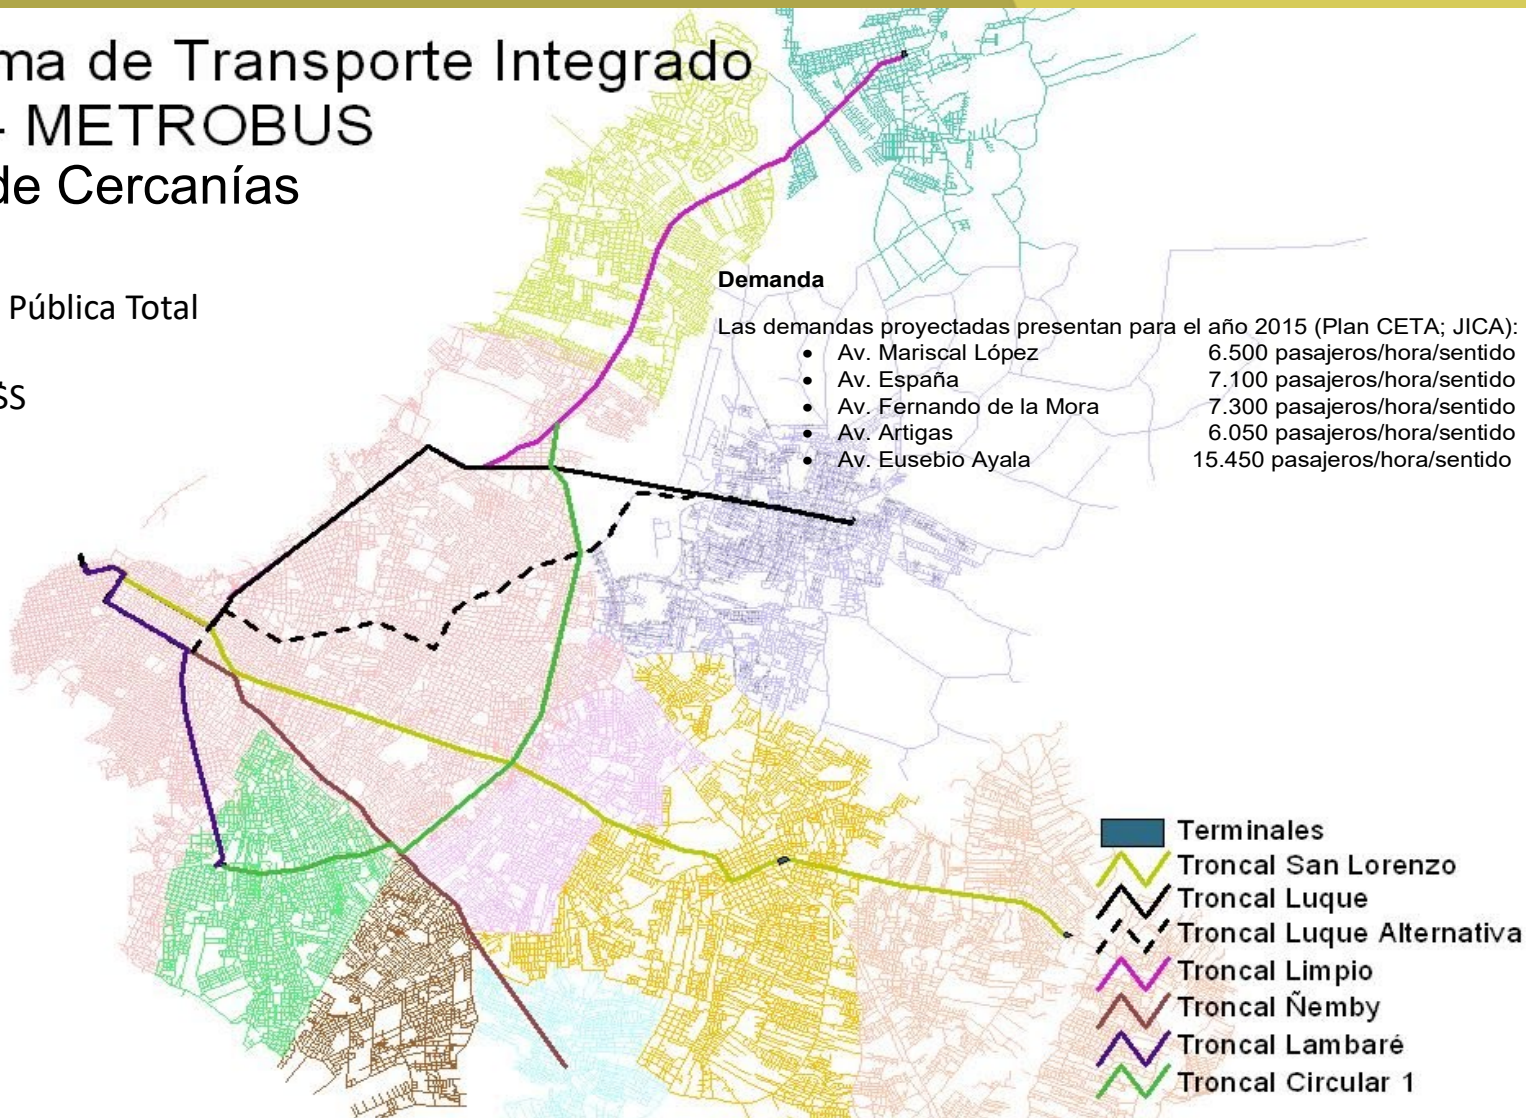 ma de Transporte Integrado
- METROBUS
de Cercanías
Pública Total
$S
Demanda
Las demandas proyectadas presentan para el año 2015 (Plan CETA; JICA):
• Av. Mariscal López 6.500 pasajeros/hora/sentido
• Av. España 7.100 pasajeros/hora/sentido
• Av. Fernando de la Mora 7.300 pasajeros/hora/sentido
• Av. Artigas 6.050 pasajeros/hora/sentido
• Av. Eusebio Ayala 15.450 pasajeros/hora/sentido
Terminales
Troncal San Lorenzo
Troncal Luque
Troncal Luque Alternativa
Troncal Limpio
Troncal Ñemby
Troncal Lambaré
Troncal Circular 1